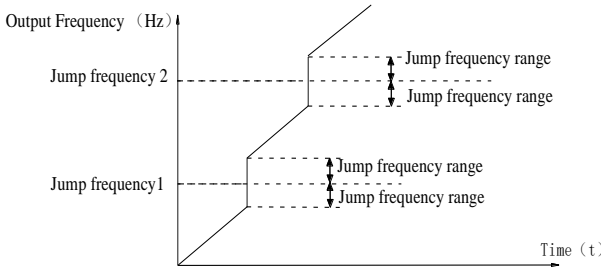 Output Frequency （Hz）
Jump frequency range
Jump frequency 2
Jump frequency range
Jump frequency range
Jump frequency1
Jump frequency range
Time（t）